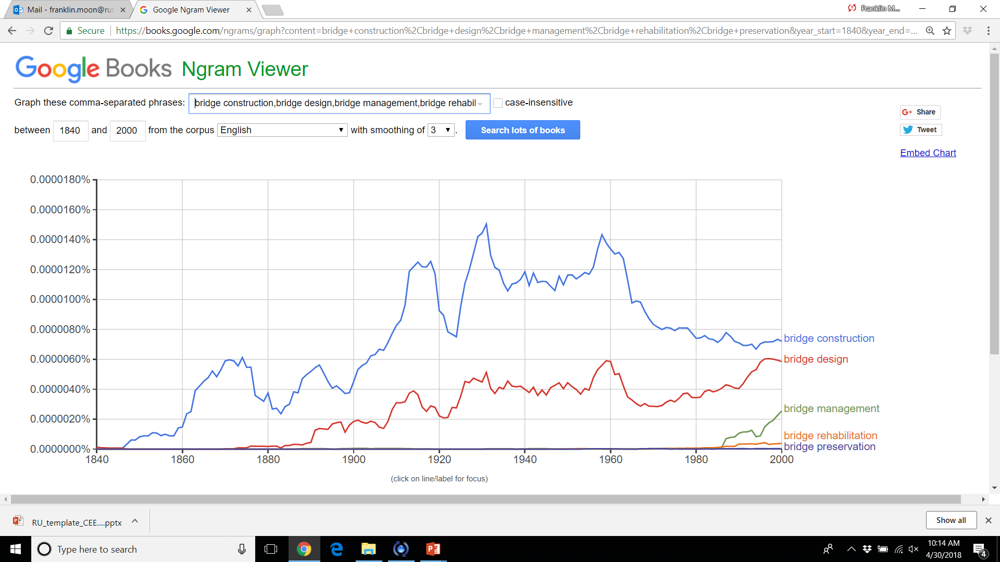 Mail - franklin.moon@rut
Google Ngram Viewer
Franklin M...
Secure
https://books.google.com/ngrams/graph?content=bridge+construction%2Cbridge+design%2Cbridge+management%2Cbridge+rehabilitation%2Cbridge+preservation&year_start=1840&year_end=...
Google Books Ngram Viewer
Graph these comma-separated phrases: bridge construction,bridge design,bridge management,bridge rehabil case-insensitive
between 1840 and 2000 from the corpus English with smoothing of 3 . Search lots of books
G+ Share
Tweet
Embed Chart
0.0000180%
0.0000160%
0.0000140%
0.0000120%
0.0000100%
0.0000080%
0.0000060%
0.0000040%
0.0000020%
0.0000000%
bridge construction
bridge design
bridge management
bridge rehabilitation
bridge preservation
1840 1860 1880 1900 1920 1940 1960 1980 2000
(click on line/label for focus)
RU_template_CEE....pptx
Show all
Type here to search
10:14 AM
4/30/2018
4